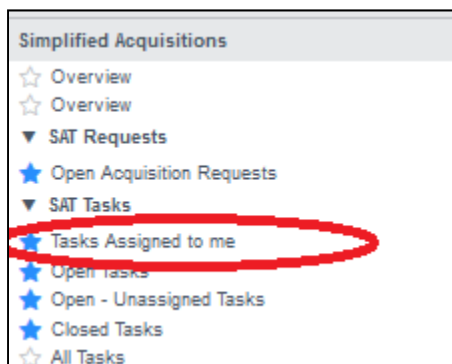 Simplified Acquisitions
Overview
Overview
SAT Requests
Open Acquisition Requests
SAT Tasks
Tasks Assigned to me
Open Tasks
Open - Unassigned Tasks
Closed Tasks
All Tasks